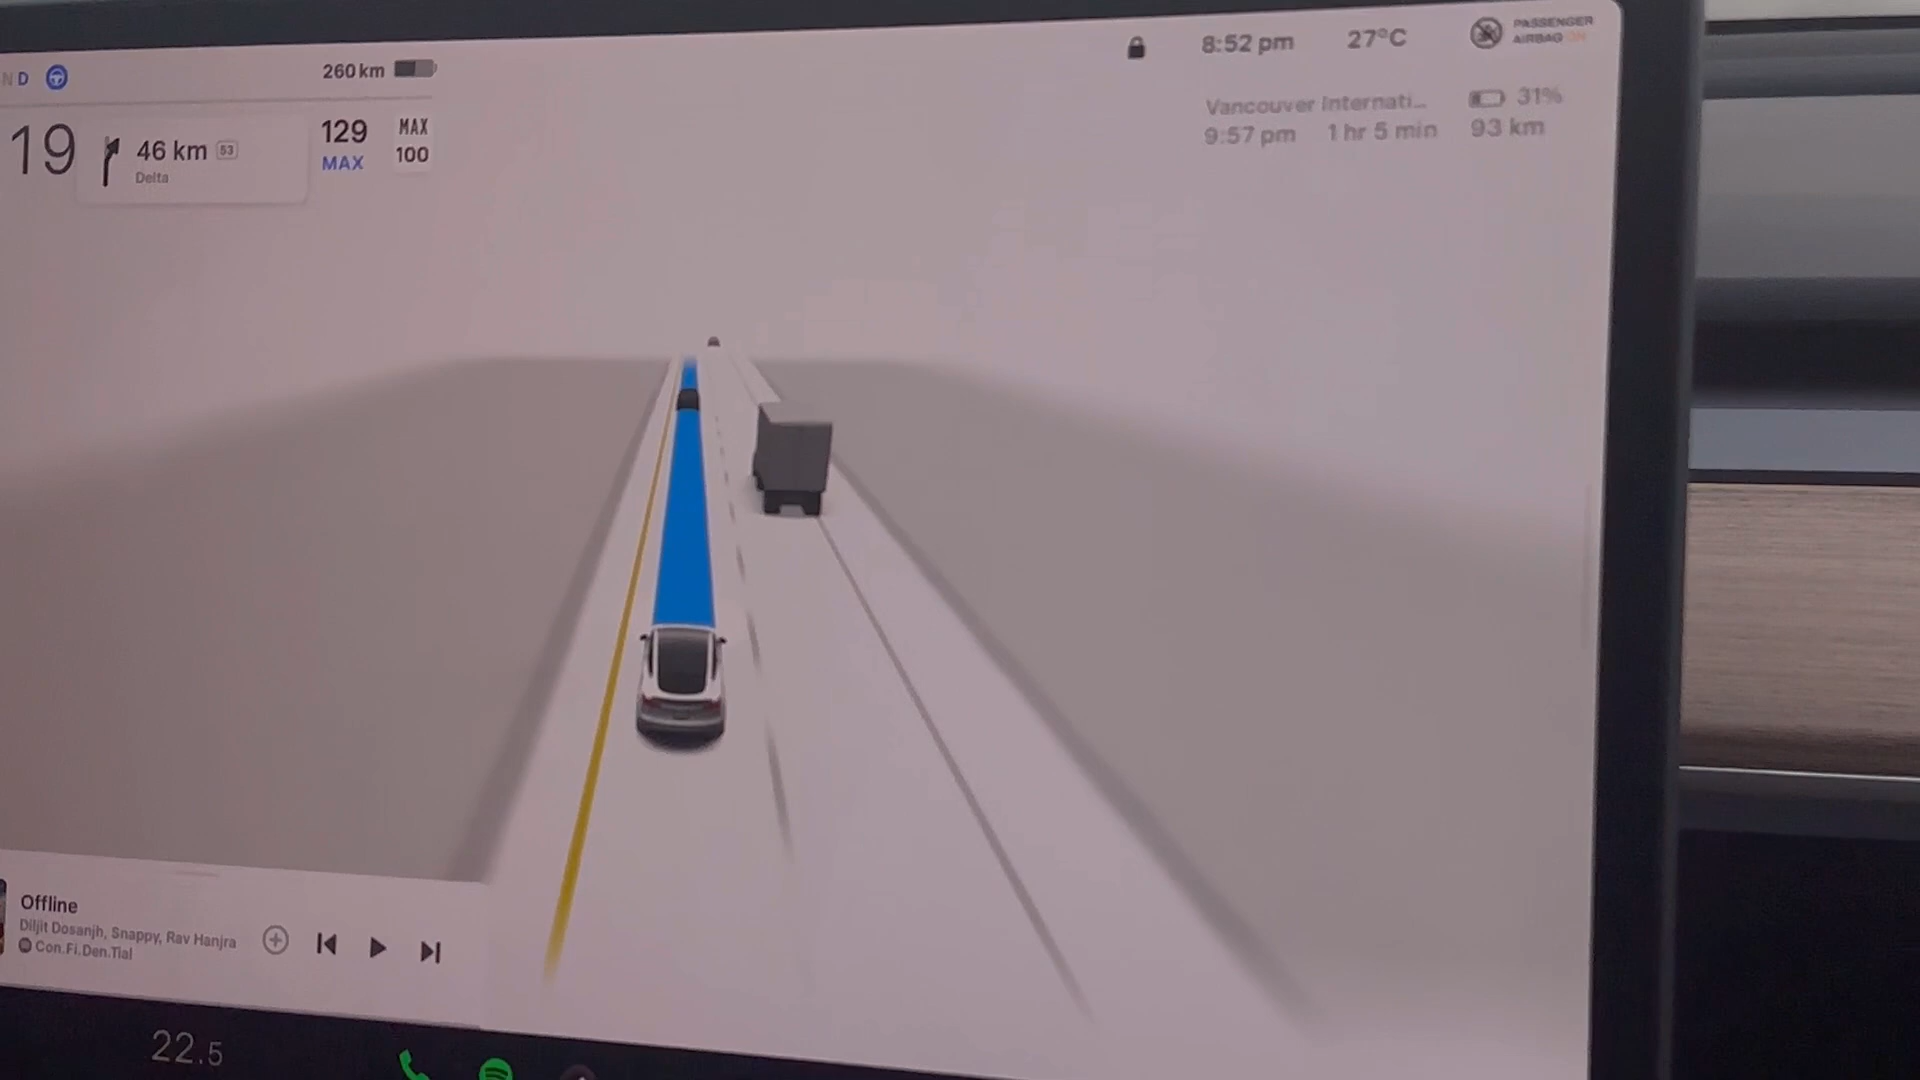 N D
260 km
8:52 pm
27°C
PASSENGER
AIRBAG ON
19
46 km 53
Delta
129
MAX
MAX
100
Vancouver Internati...
31%
9:57 pm
1 hr 5 min
93 km
Offline
Diljit Dosanjh, Snappy, Rav Hanjra
Con.Fi.Den.Tial
22.5